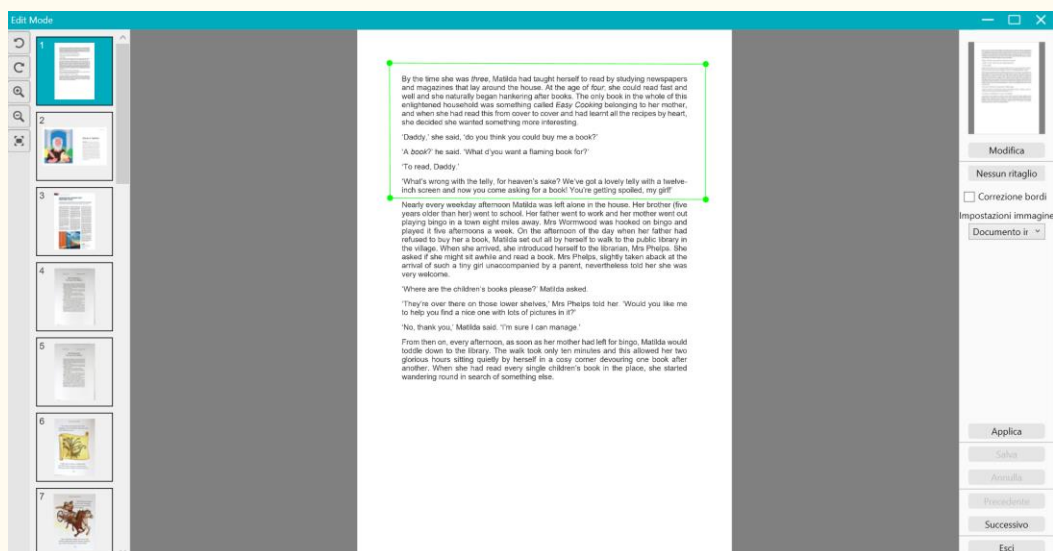 Edit Mode
1
2
3
4
5
6
7
By the time she was three, Matilda had taught herself to read by studying newspapers
and magazines that lay around the house. At the age of four, she could read fast and
well and she naturally began hankering after books. The only book in the whole of this
enlightened household was something called Easy Cooking belonging to her mother,
and when she had read this from cover to cover and had learnt all the recipes by heart,
she decided she wanted something more interesting.
'Daddy,' she said, 'do you think you could buy me a book?'
'A book?' he said. 'What d'you want a flaming book for?'
'To read, Daddy.'
'What's wrong with the telly, for heaven's sake? We've got a lovely telly with a twelve-
inch screen and now you come asking for a book! You're getting spoiled, my girl!'
Nearly every weekday afternoon Matilda was left alone in the house. Her brother (five
years older than her) went to school. Her father went to work and her mother went out
playing bingo in a town eight miles away. Mrs Wormwood was hooked on bingo and
played it five afternoons a week. On the afternoon of the day when her father had
refused to buy her a book, Matilda set out all by herself to walk to the public library in
the village. When she arrived, she introduced herself to the librarian, Mrs Phelps. She
asked if she might sit awhile and read a book. Mrs Phelps, slightly taken aback at the
arrival of such a tiny girl unaccompanied by a parent, nevertheless told her she was
very welcome.
'Where are the children's books please?' Matilda asked.
'They're over there on those lower shelves,' Mrs Phelps told her. 'Would you like me
to help you find a nice one with lots of pictures in it?'
'No, thank you,' Matilda said. 'I'm sure I can manage.'
From then on, every afternoon, as soon as her mother had left for bingo, Matilda would
toddle down to the library. The walk took only ten minutes and this allowed her two
glorious hours sitting quietly by herself in a cosy corner devouring one book after
another. When she had read every single children's book in the place, she started
wandering round in search of something else.
Modifica
Nessun ritaglio
Correzione bordi
Impostazioni immagine
Documento ir
Applica
Salva
Annulla
Precedente
Successivo
Esci